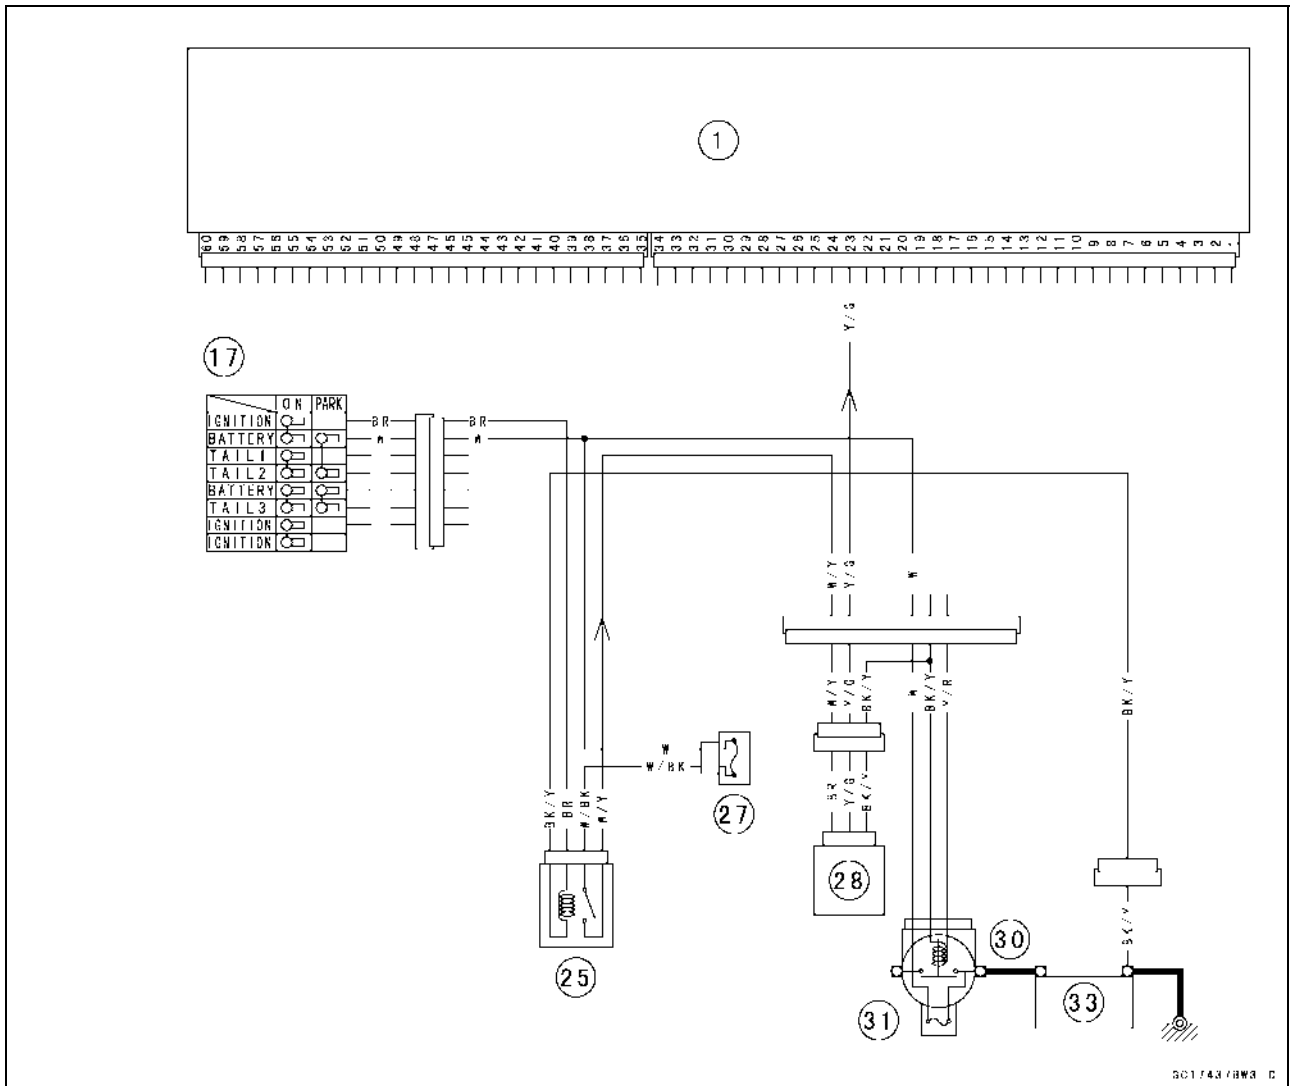 1
60 59 58 57 56 55 54 53 52 51 50 49 48 47 46 45 44 43 42 41 40 39 38 37 36 35 34 33 32 31 30 29 28 27 26 25 24 23 22 21 20 19 18 17 16 15 14 13 12 11 10 9 8 7 6 5 4 3 2 1
Y/G
17
ON PARK
IGNITION BR BR
BATTERY W W
TAIL1
TAIL2
BATTERY
TAIL3
IGNITION
IGNITION
W/Y Y/G W
W/Y Y/G BK/Y W BK/Y Y/R BK/Y
W
W/BK
BK/Y BR W/BK W/Y
27
BR Y/G BK/Y
28
BK/Y
30
25
33
31